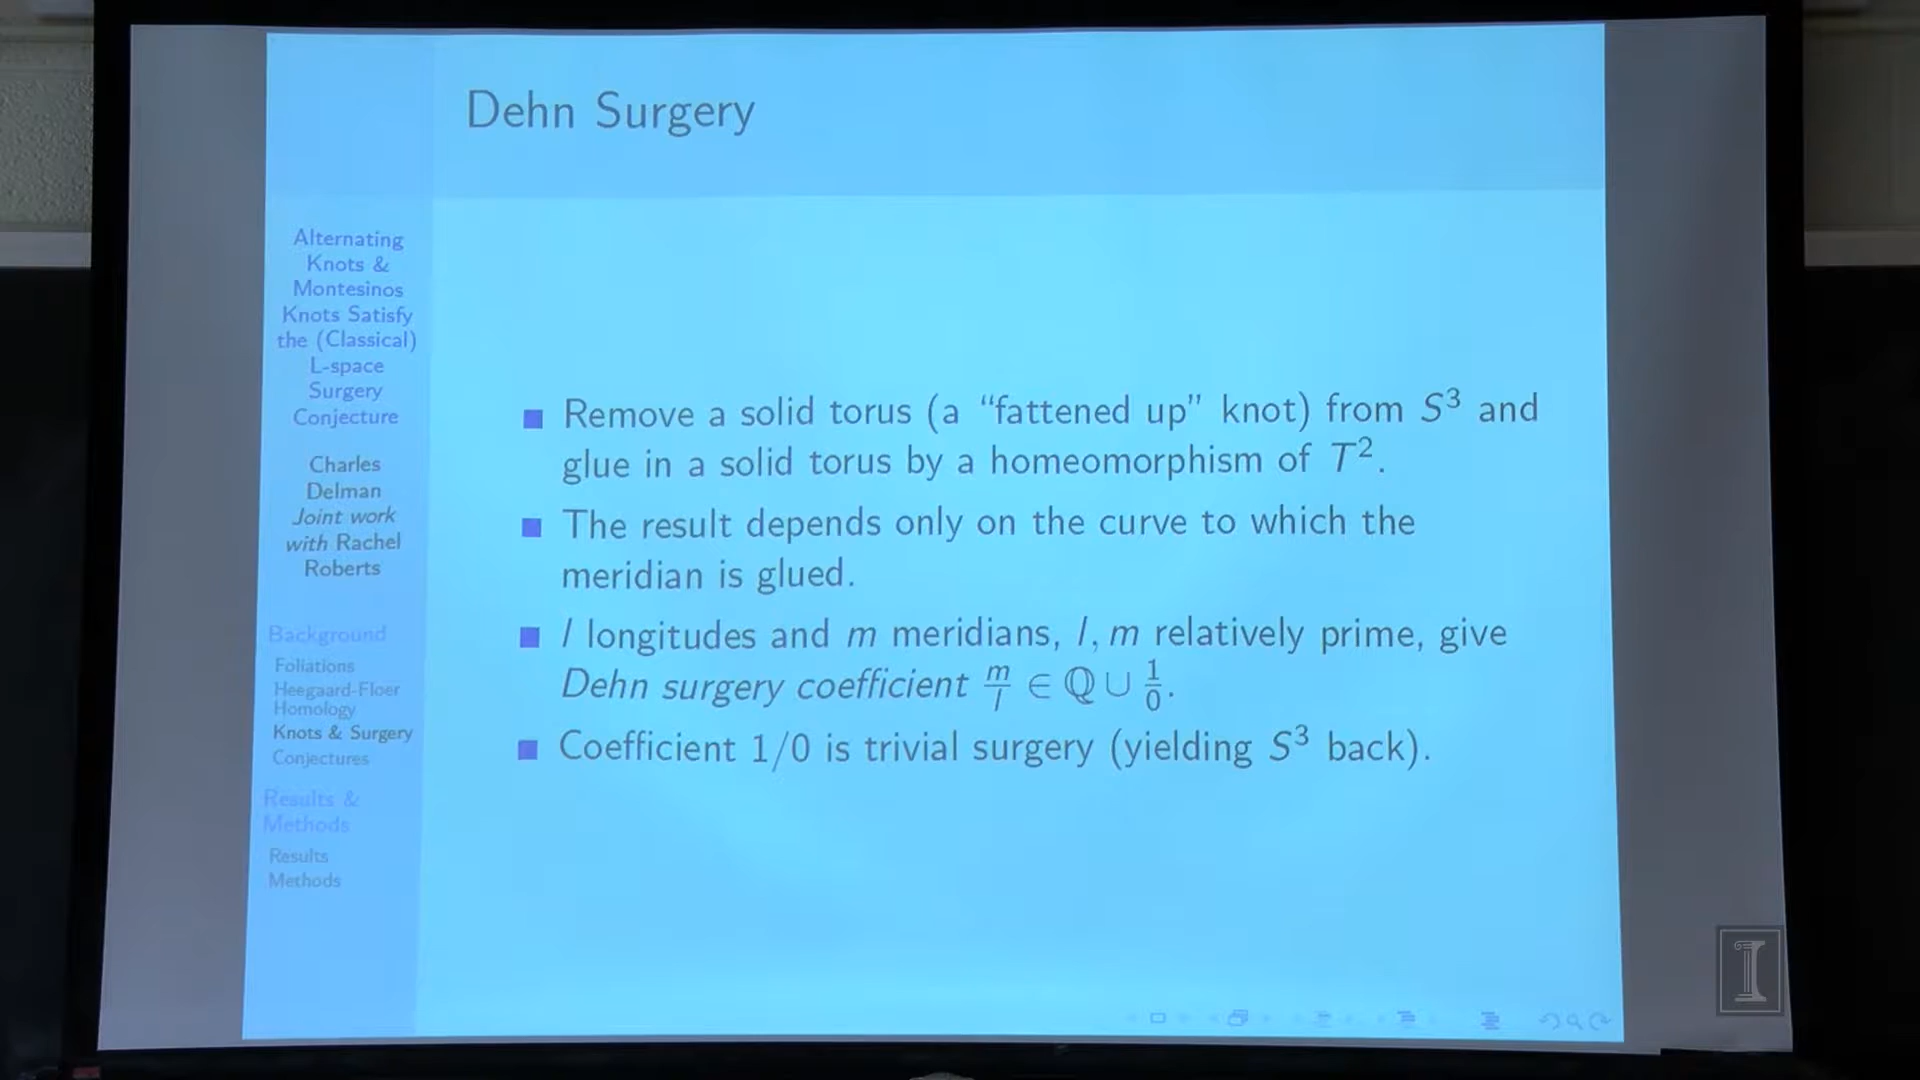 Dehn Surgery
Alternating
Knots &
Montesinos
Knots Satisfy
the (Classical)
L-space
Surgery
Conjecture
Charles
Delman
Joint work
with Rachel
Roberts
Background
Foliations
Heegaard-Floer
Homology
Knots & Surgery
Conjectures
Results &
Methods
Results
Methods
Remove a solid torus (a “fattened up” knot) from S³ and
glue in a solid torus by a homeomorphism of T².
The result depends only on the curve to which the
meridian is glued.
l longitudes and m meridians, l, m relatively prime, give
Dehn surgery coefficient m/l ∈ ℚ ∪ 1/0.
Coefficient 1/0 is trivial surgery (yielding S³ back).
I